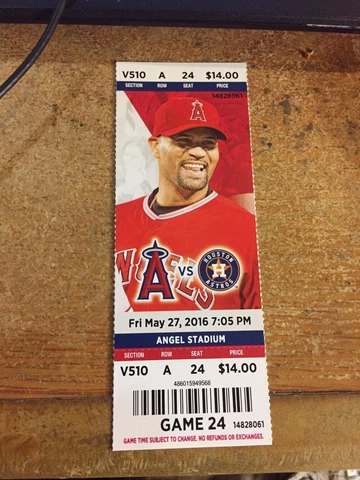 V510 A 24 $14.00
SECTION ROW SEAT PRICE
14828061
A
A VS HOUSTON ASTROS H
Fri May 27, 2016 7:05 PM
ANGEL STADIUM
SECTION ROW SEAT PRICE
V510 A 24 $14.00
486015949568
GAME 24 14828061
GAME TIME SUBJECT TO CHANGE. NO REFUNDS OR EXCHANGES.